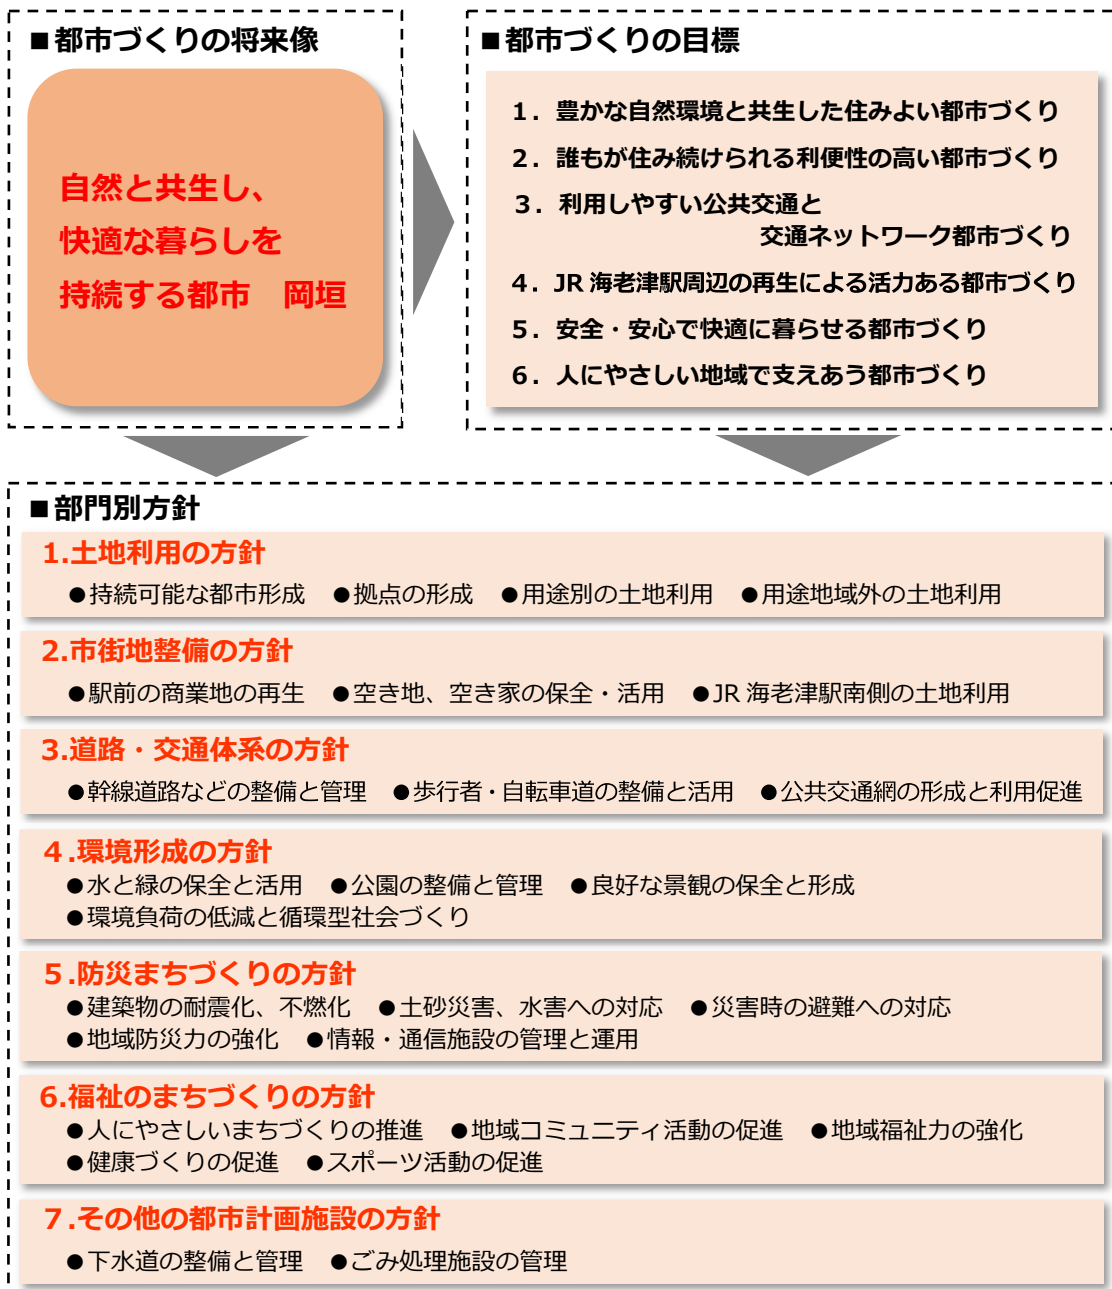 ■都市づくりの将来像
自然と共生し、
快適な暮らしを
持続する都市　岡垣
■都市づくりの目標
１．豊かな自然環境と共生した住みよい都市づくり
２．誰もが住み続けられる利便性の高い都市づくり
３．利用しやすい公共交通と
交通ネットワーク都市づくり
４．JR 海老津駅周辺の再生による活力ある都市づくり
５．安全・安心で快適に暮らせる都市づくり
６．人にやさしい地域で支えあう都市づくり
■部門別方針
1.土地利用の方針
●持続可能な都市形成　●拠点の形成　●用途別の土地利用　●用途地域外の土地利用
2.市街地整備の方針
●駅前の商業地の再生　●空き地、空き家の保全・活用　●JR 海老津駅南側の土地利用
3.道路・交通体系の方針
●幹線道路などの整備と管理　●歩行者・自転車道の整備と活用　●公共交通網の形成と利用促進
４.環境形成の方針
●水と緑の保全と活用　●公園の整備と管理　●良好な景観の保全と形成
●環境負荷の低減と循環型社会づくり
５.防災まちづくりの方針
●建築物の耐震化、不燃化　●土砂災害、水害への対応　●災害時の避難への対応
●地域防災力の強化　●情報・通信施設の管理と運用
6.福祉のまちづくりの方針
●人にやさしいまちづくりの推進　●地域コミュニティ活動の促進　●地域福祉力の強化
●健康づくりの促進　●スポーツ活動の促進
７.その他の都市計画施設の方針
●下水道の整備と管理　●ごみ処理施設の管理